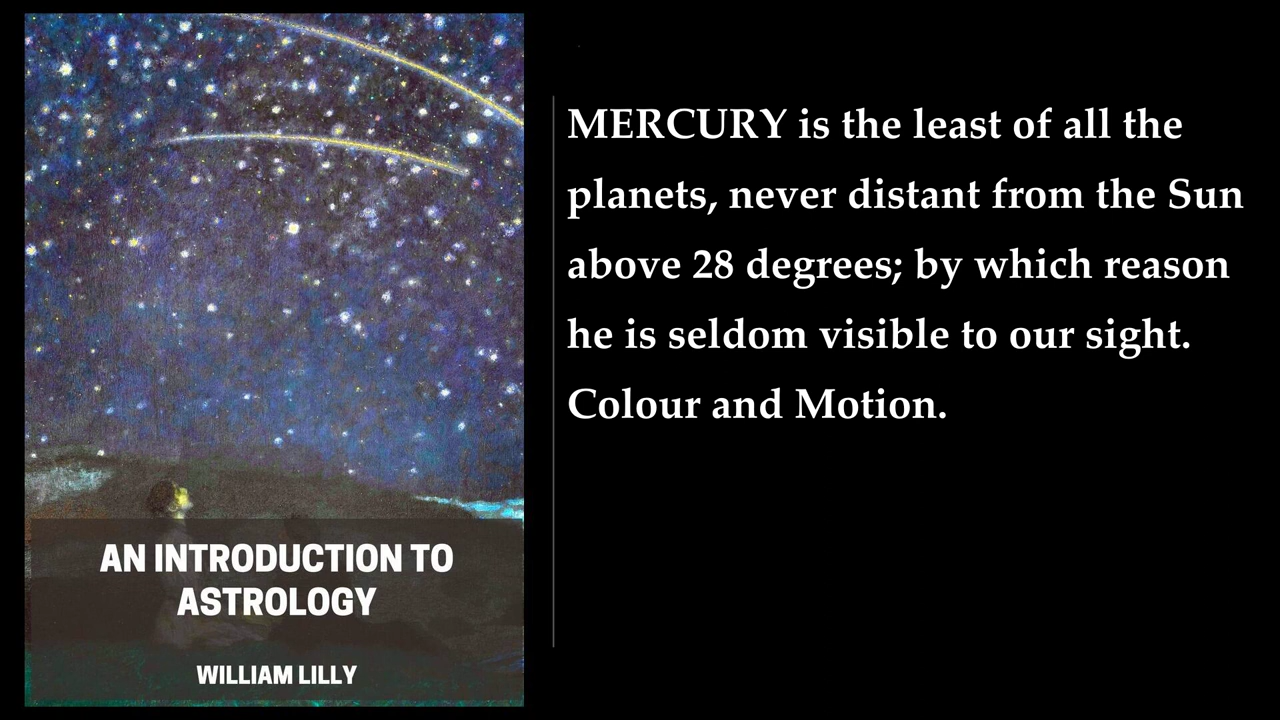 AN INTRODUCTION TO
ASTROLOGY
WILLIAM LILLY
MERCURY is the least of all the
planets, never distant from the Sun
above 28 degrees; by which reason
he is seldom visible to our sight.
Colour and Motion.